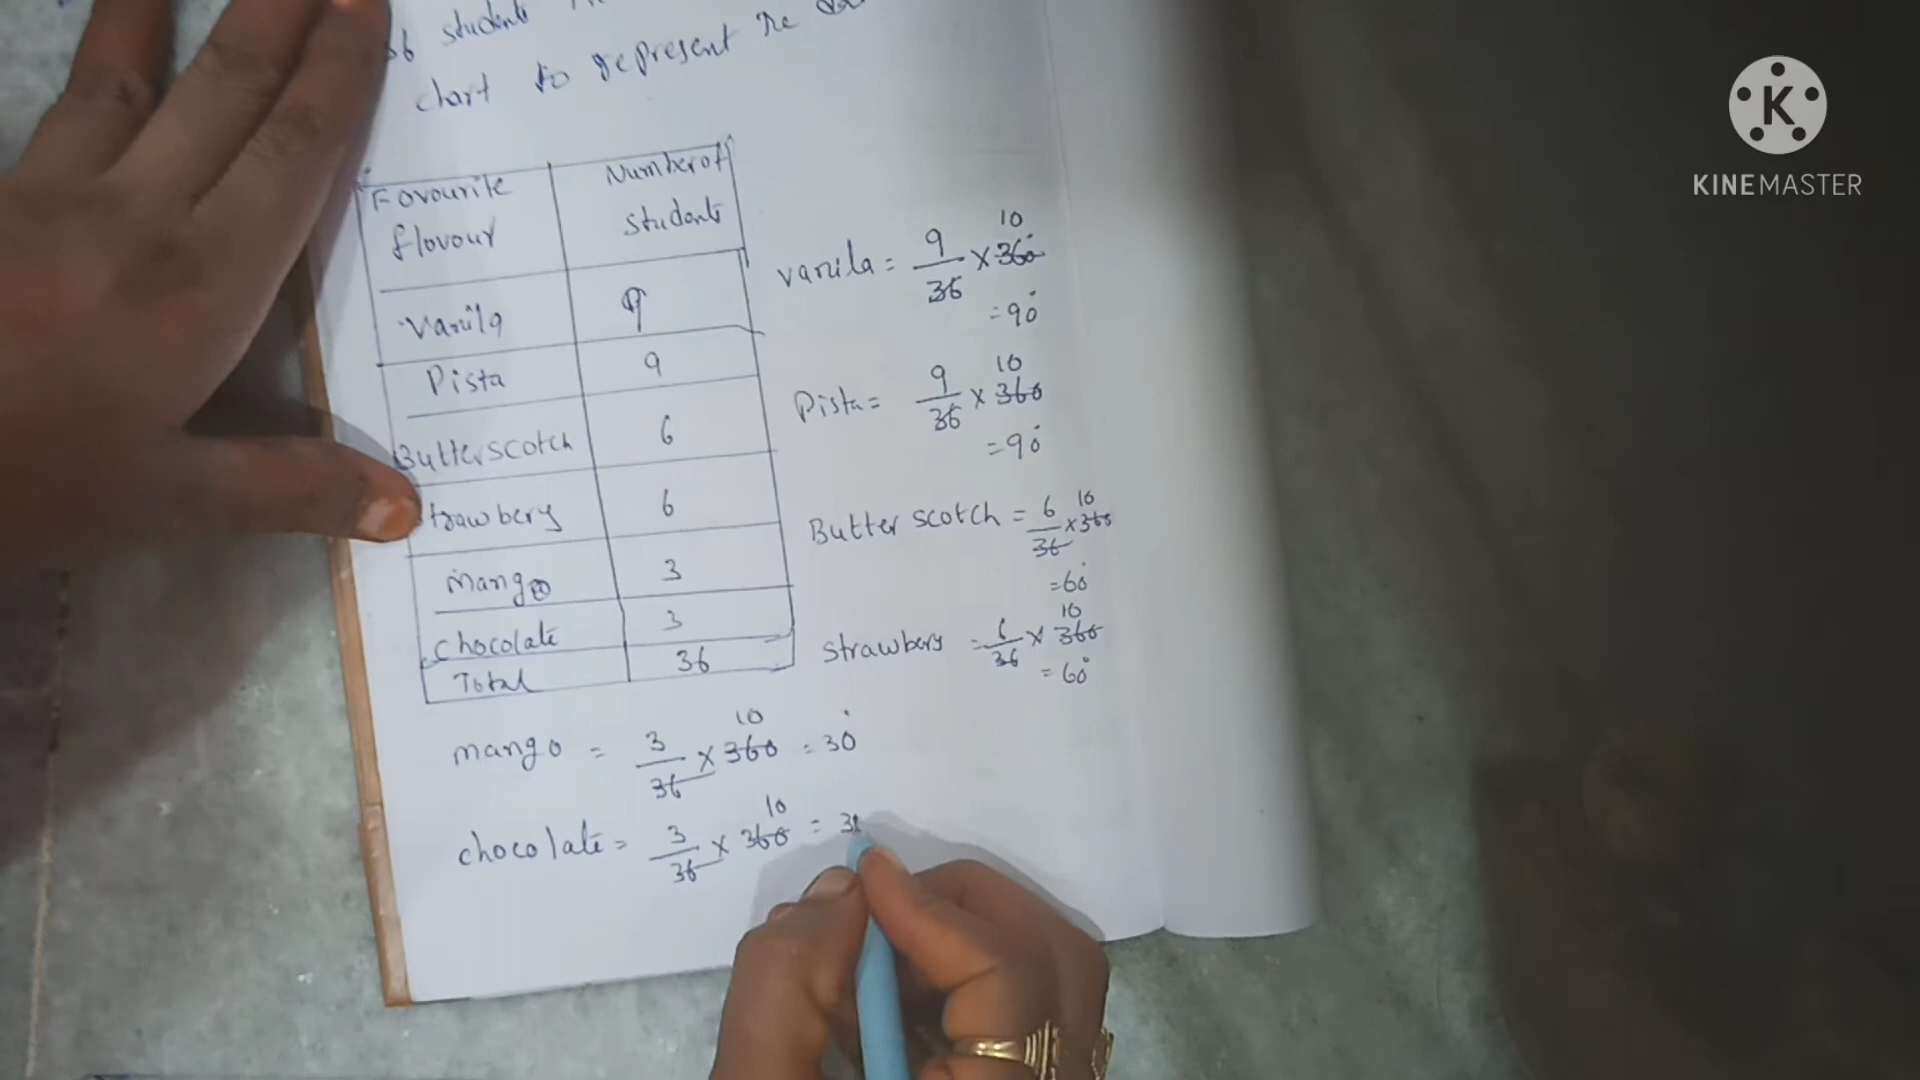 36 students
chart to represent the
Favourite flavour Number of students
Vanila 9
Pista 9
Butterscotch 6
trawbery 6
Mango 3
chocolate 3
Total 36
vanila = 9/36 × 360° 10
= 90°
Pista = 9/36 × 360 10
= 90°
Butter scotch = 6/36 × 360 10
= 60°
strawbery = 6/36 × 360 10
= 60°
mango = 3/36 × 360 10 = 30°
chocolate = 3/36 × 360 10 = 3
K
KINEMASTER